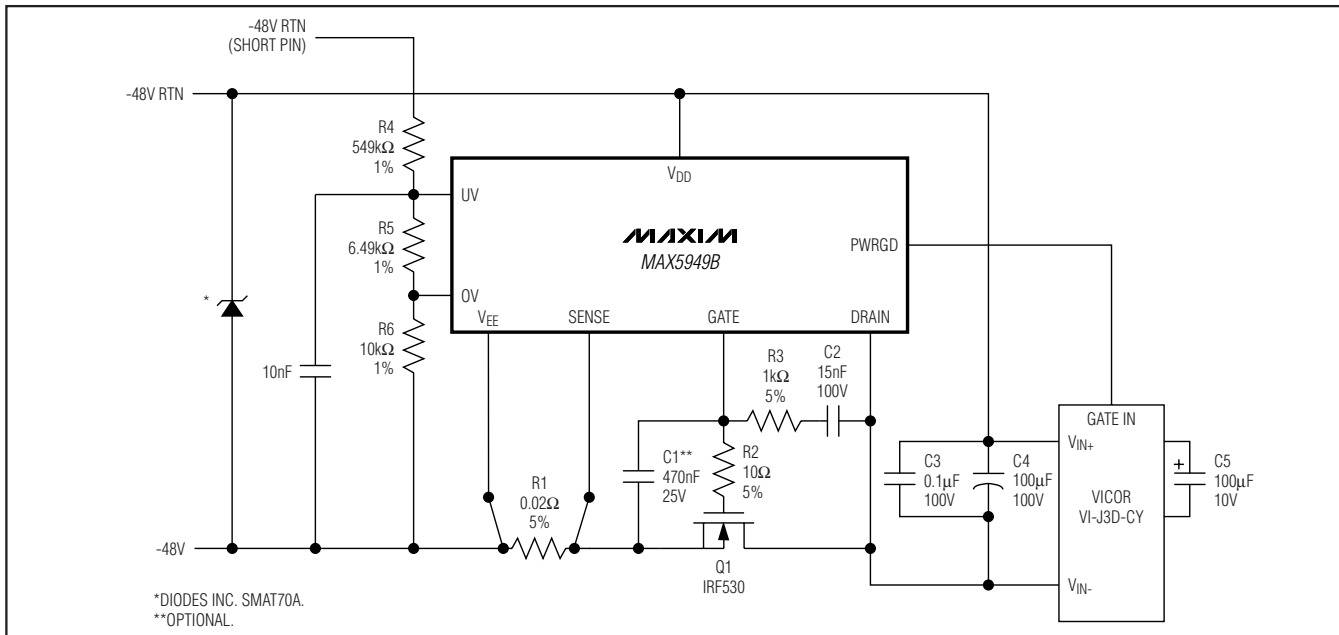 -48V RTN
(SHORT PIN)
-48V RTN
R4
549kΩ
1%
R5
6.49kΩ
1%
R6
10kΩ
1%
*
10nF
VDD
UV
MAXIM
MAX5949B
PWRGD
OV
VEE
SENSE
GATE
DRAIN
R3
1kΩ
5%
C2
15nF
100V
C1**
470nF
25V
R2
10Ω
5%
R1
0.02Ω
5%
-48V
Q1
IRF530
C3
0.1µF
100V
C4
100µF
100V
GATE IN
VIN+
VICOR
VI-J3D-CY
VIN-
+
C5
100µF
10V
*DIODES INC. SMAT70A.
**OPTIONAL.